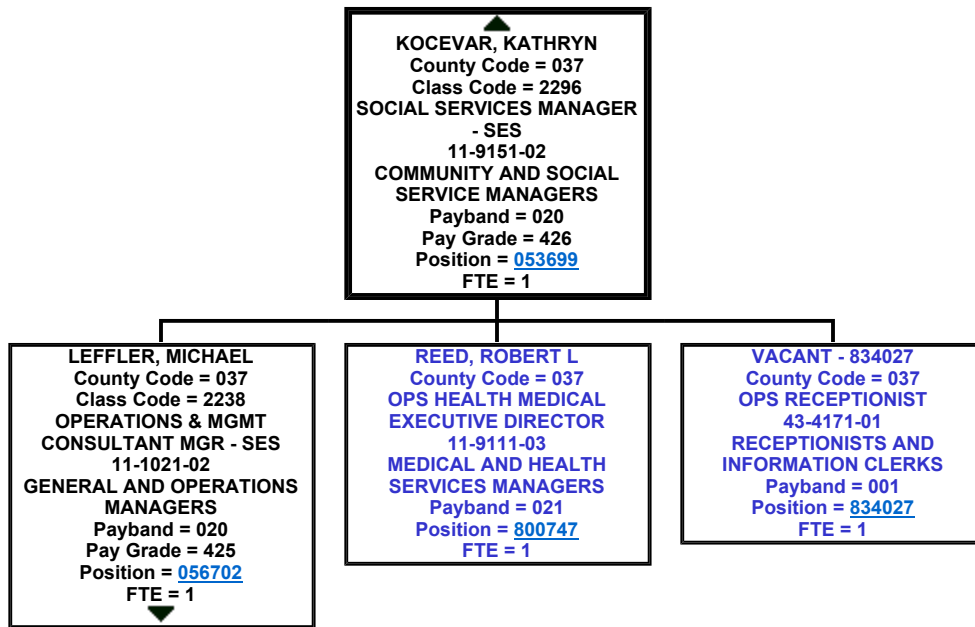 KOCEVAR, KATHRYN
County Code = 037
Class Code = 2296
SOCIAL SERVICES MANAGER
- SES
11-9151-02
COMMUNITY AND SOCIAL
SERVICE MANAGERS
Payband = 020
Pay Grade = 426
Position = 053699
FTE = 1
LEFFLER, MICHAEL
County Code = 037
Class Code = 2238
OPERATIONS & MGMT
CONSULTANT MGR - SES
11-1021-02
GENERAL AND OPERATIONS
MANAGERS
Payband = 020
Pay Grade = 425
Position = 056702
FTE = 1
REED, ROBERT L
County Code = 037
OPS HEALTH MEDICAL
EXECUTIVE DIRECTOR
11-9111-03
MEDICAL AND HEALTH
SERVICES MANAGERS
Payband = 021
Position = 800747
FTE = 1
VACANT - 834027
County Code = 037
OPS RECEPTIONIST
43-4171-01
RECEPTIONISTS AND
INFORMATION CLERKS
Payband = 001
Position = 834027
FTE = 1